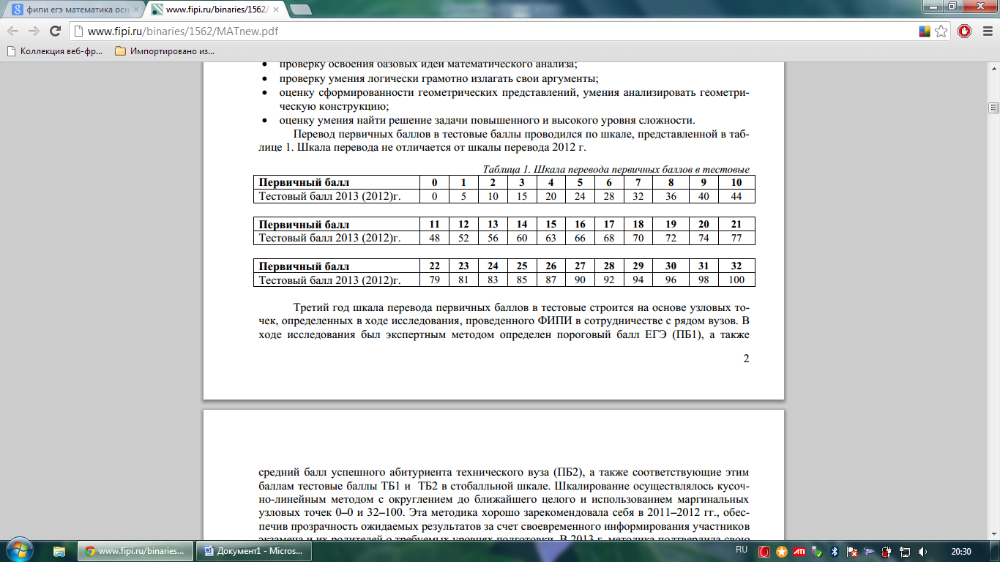 фипи егэ математика осн
www.fipi.ru/binaries/1562/
www.fipi.ru/binaries/1562/MATnew.pdf
Коллекция веб-фр...
Импортировано из...
• проверку освоения базовых идей математического анализа;
• проверку умения логически грамотно излагать свои аргументы;
• оценку сформированности геометрических представлений, умения анализировать геометри-
ческую конструкцию;
• оценку умения найти решение задачи повышенного и высокого уровня сложности.
Перевод первичных баллов в тестовые баллы проводился по шкале, представленной в таб-
лице 1. Шкала перевода не отличается от шкалы перевода 2012 г.
Таблица 1. Шкала перевода первичных баллов в тестовые
Первичный балл 0 1 2 3 4 5 6 7 8 9 10
Тестовый балл 2013 (2012)г. 0 5 10 15 20 24 28 32 36 40 44
Первичный балл 11 12 13 14 15 16 17 18 19 20 21
Тестовый балл 2013 (2012)г. 48 52 56 60 63 66 68 70 72 74 77
Первичный балл 22 23 24 25 26 27 28 29 30 31 32
Тестовый балл 2013 (2012)г. 79 81 83 85 87 90 92 94 96 98 100
Третий год шкала перевода первичных баллов в тестовые строится на основе узловых то-
чек, определенных в ходе исследования, проведенного ФИПИ в сотрудничестве с рядом вузов. В
ходе исследования был экспертным методом определен пороговый балл ЕГЭ (ПБ1), а также
2
средний балл успешного абитуриента технического вуза (ПБ2), а также соответствующие этим
баллам тестовые баллы ТБ1 и ТБ2 в стобалльной шкале. Шкалирование осуществлялось кусоч-
но-линейным методом с округлением до ближайшего целого и использованием маргинальных
узловых точек 0–0 и 32–100. Эта методика хорошо зарекомендовала себя в 2011–2012 гг., обес-
печив прозрачность ожидаемых результатов за счет своевременного информирования участников
экзамена и их родителей о требуемых уровнях подготовки. В 2013 г. методика подтвердила свою
www.fipi.ru/binaries...
Документ1 - Micros...
RU
ATI
20:30